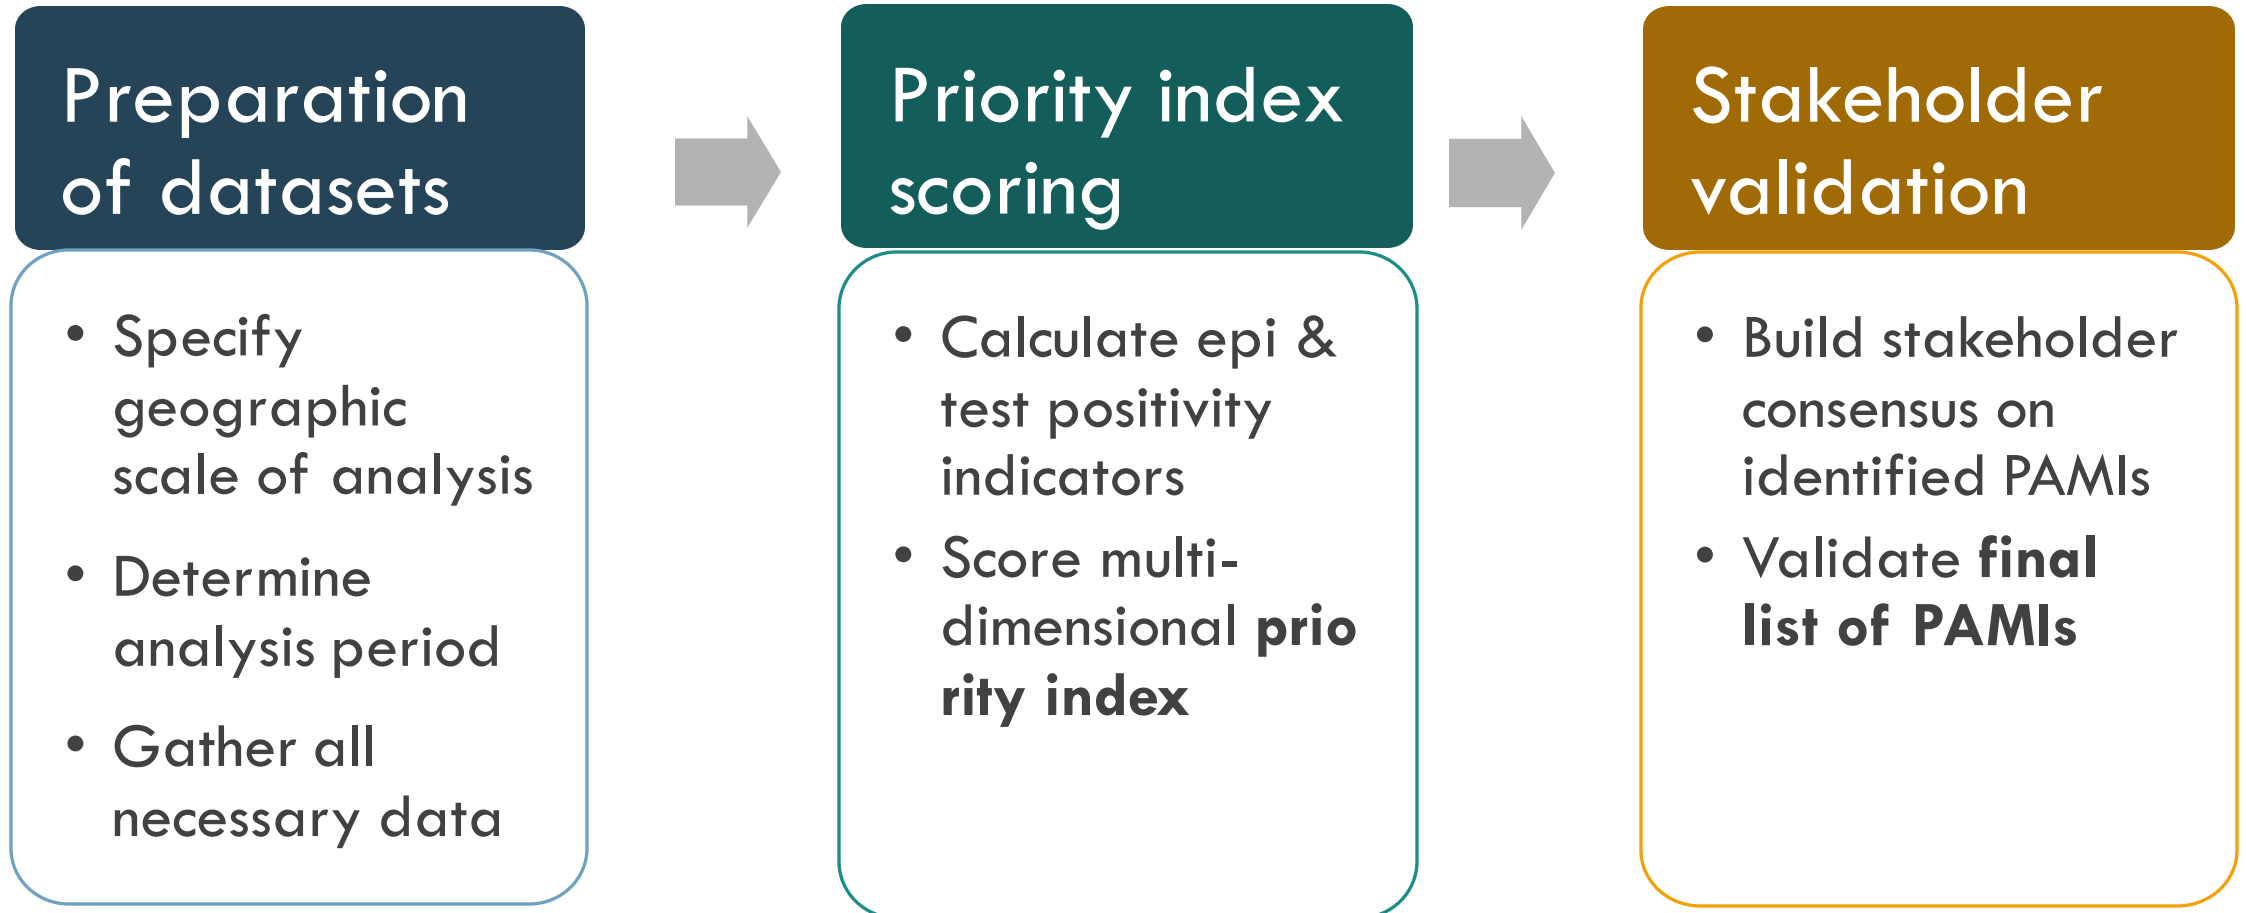 Preparation
of datasets
• Specify
geographic
scale of analysis
• Determine
analysis period
• Gather all
necessary data
Priority index
scoring
• Calculate epi &
test positivity
indicators
• Score multi-
dimensional prio
rity index
Stakeholder
validation
• Build stakeholder
consensus on
identified PAMIs
• Validate final
list of PAMIs